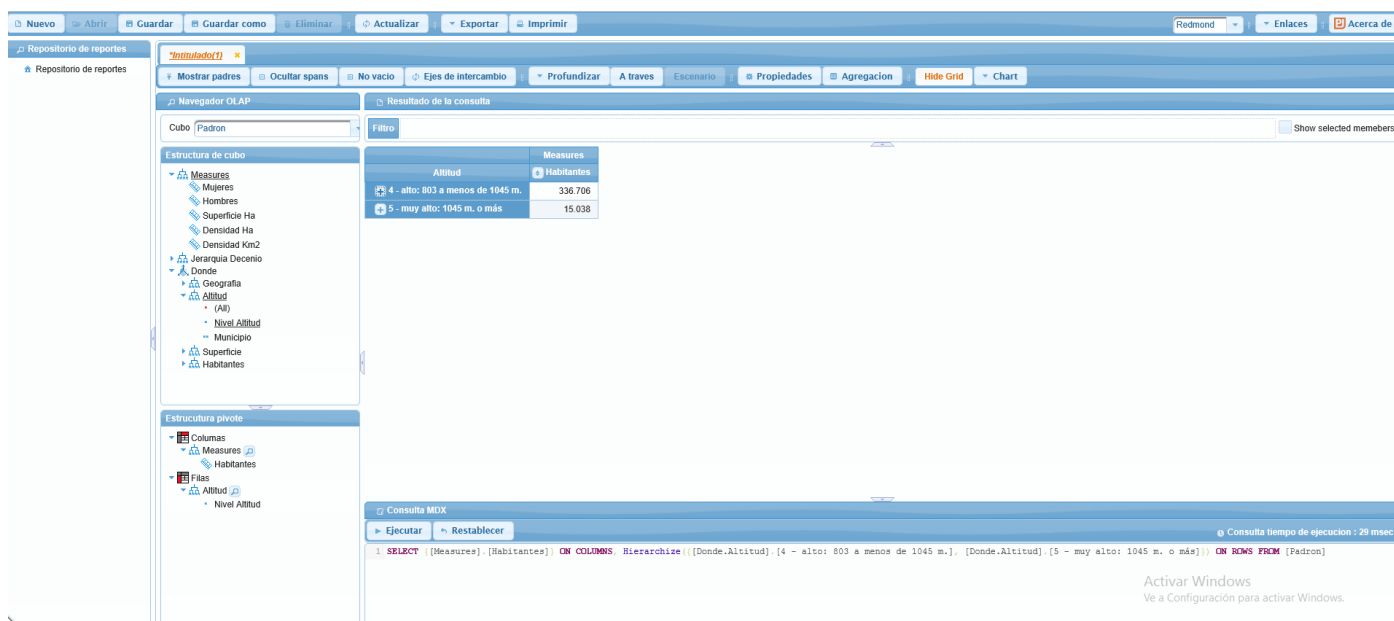 Nuevo Abrir Guardar Guardar como Eliminar Actualizar Exportar Imprimir Redmond Enlaces Acerca de
Repositorio de reportes
Repositorio de reportes
*Intitulado(1)
Mostrar padres Ocultar spans No vacio Ejes de intercambio Profundizar A traves Escenario Propiedades Agregacion Hide Grid Chart
Navegador OLAP
Cubo Padron
Estructura de cubo
Measures
Mujeres
Hombres
Superficie Ha
Densidad Ha
Densidad Km2
Jerarquia Decenio
Donde
Geografia
Altitud
(All)
Nivel Altitud
Municipio
Superficie
Habitantes
Estrucutura pivote
Columas
Measures
Habitantes
Filas
Altitud
Nivel Altitud
Resultado de la consulta
Filtro Show selected memebers
Measures
Altitud Habitantes
4 - alto: 803 a menos de 1045 m. 336.706
5 - muy alto: 1045 m. o más 15.038
Consulta MDX
Ejecutar Restablecer Consulta tiempo de ejecucion : 29 msec
1 SELECT {[Measures].[Habitantes]} ON COLUMNS, Hierarchize({[Donde.Altitud].[4 - alto: 803 a menos de 1045 m.], [Donde.Altitud].[5 - muy alto: 1045 m. o más]}) ON ROWS FROM [Padron]
Activar Windows
Ve a Configuración para activar Windows.